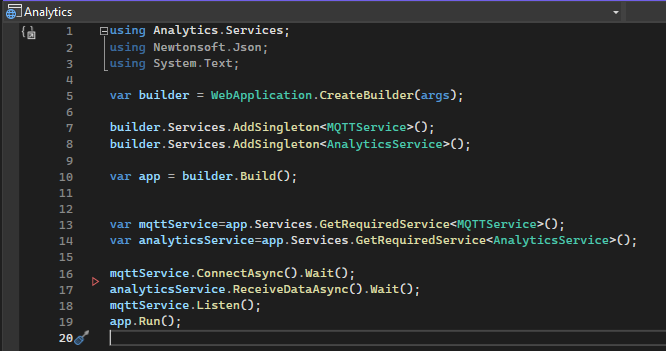 Analytics
1 using Analytics.Services;
2 using Newtonsoft.Json;
3 using System.Text;
4
5 var builder = WebApplication.CreateBuilder(args);
6
7 builder.Services.AddSingleton<MQTTService>();
8 builder.Services.AddSingleton<AnalyticsService>();
9
10 var app = builder.Build();
11
12
13 var mqttService=app.Services.GetRequiredService<MQTTService>();
14 var analyticsService=app.Services.GetRequiredService<AnalyticsService>();
15
16 mqttService.ConnectAsync().Wait();
17 analyticsService.ReceiveDataAsync().Wait();
18 mqttService.Listen();
19 app.Run();
20